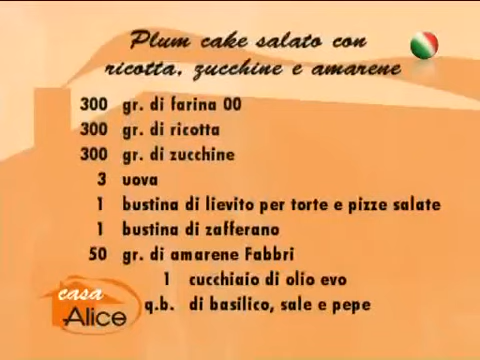 Plum cake salato con
ricotta, zucchine e amarene
300 gr. di farina 00
300 gr. di ricotta
300 gr. di zucchine
3 uova
1 bustina di lievito per torte e pizze salate
1 bustina di zafferano
50 gr. di amarene Fabbri
1 cucchiaio di olio evo
q.b. di basilico, sale e pepe
casa
Alice